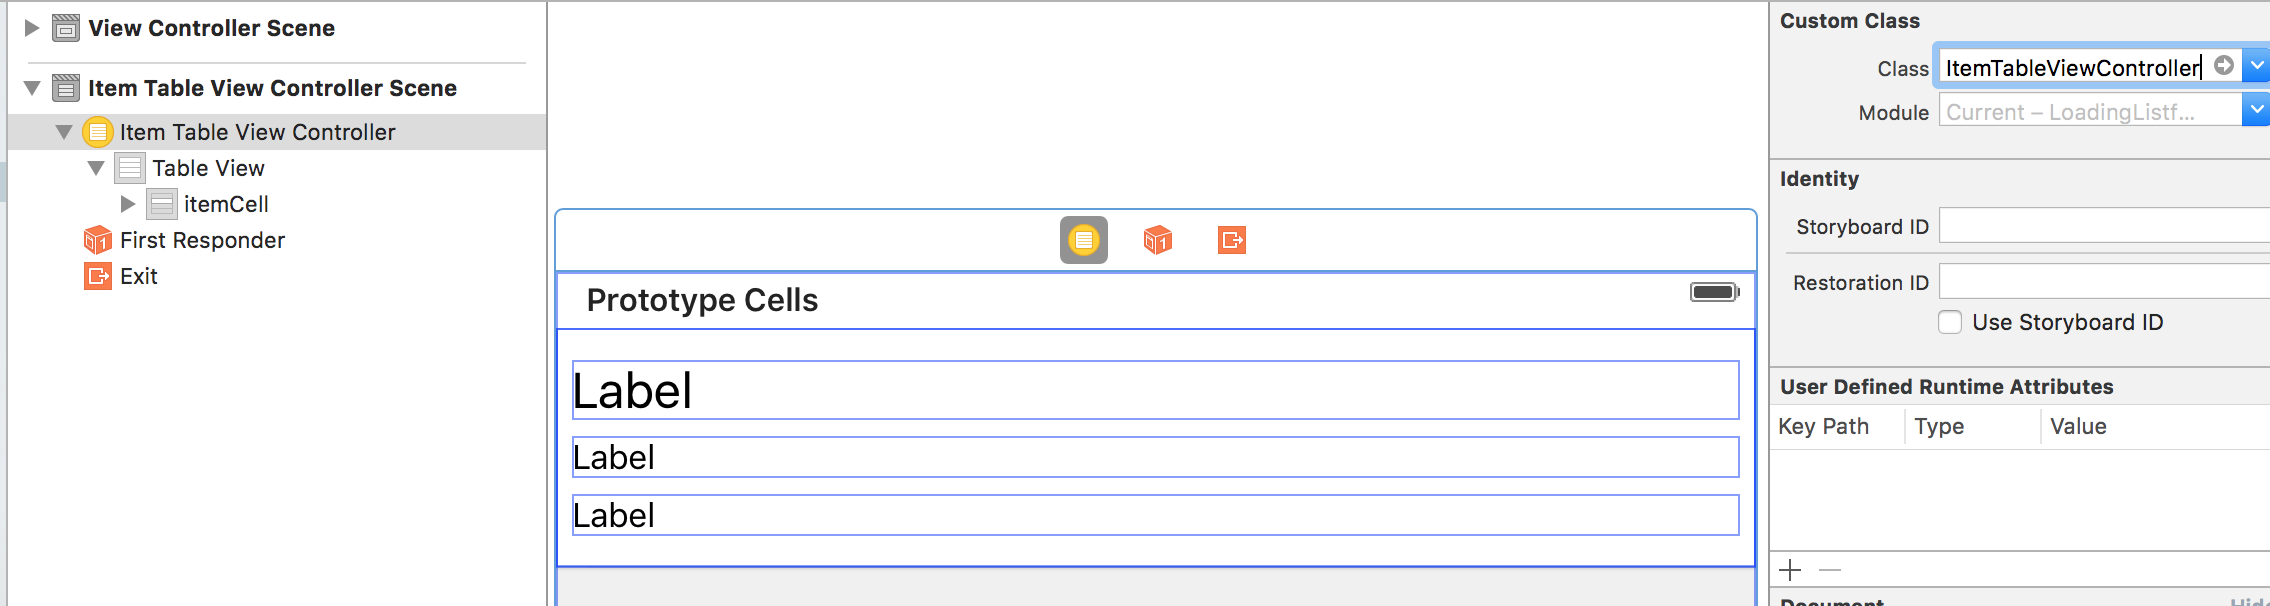 View Controller Scene
Item Table View Controller Scene
Item Table View Controller
Table View
itemCell
First Responder
Exit
Prototype Cells
Label
Label
Label
Custom Class
Class ItemTableViewController
Module Current – LoadingListf...
Identity
Storyboard ID
Restoration ID
Use Storyboard ID
User Defined Runtime Attributes
Key Path Type Value
Document